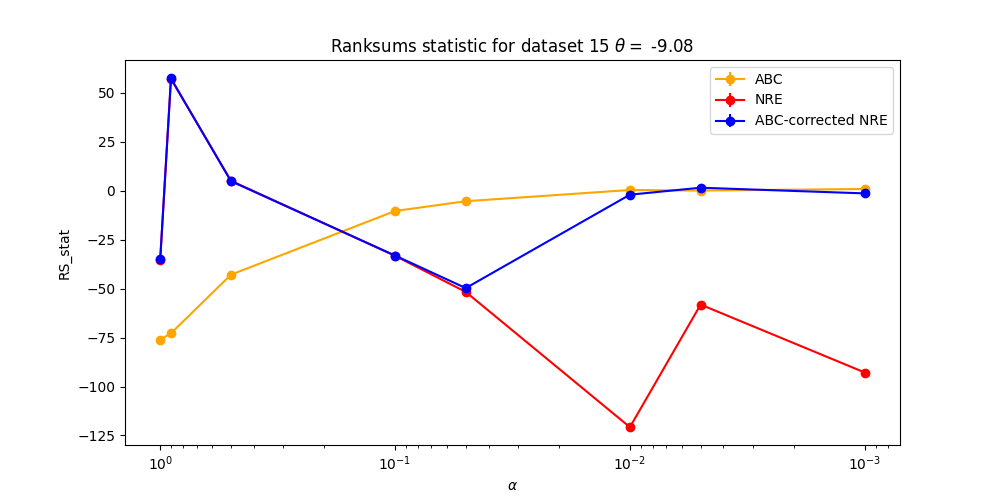 Ranksums statistic for dataset 15 θ = -9.08
ABC
NRE
ABC-corrected NRE
RS_stat
50
25
0
−25
−50
−75
−100
−125
10⁰
10⁻¹
10⁻²
10⁻³
α